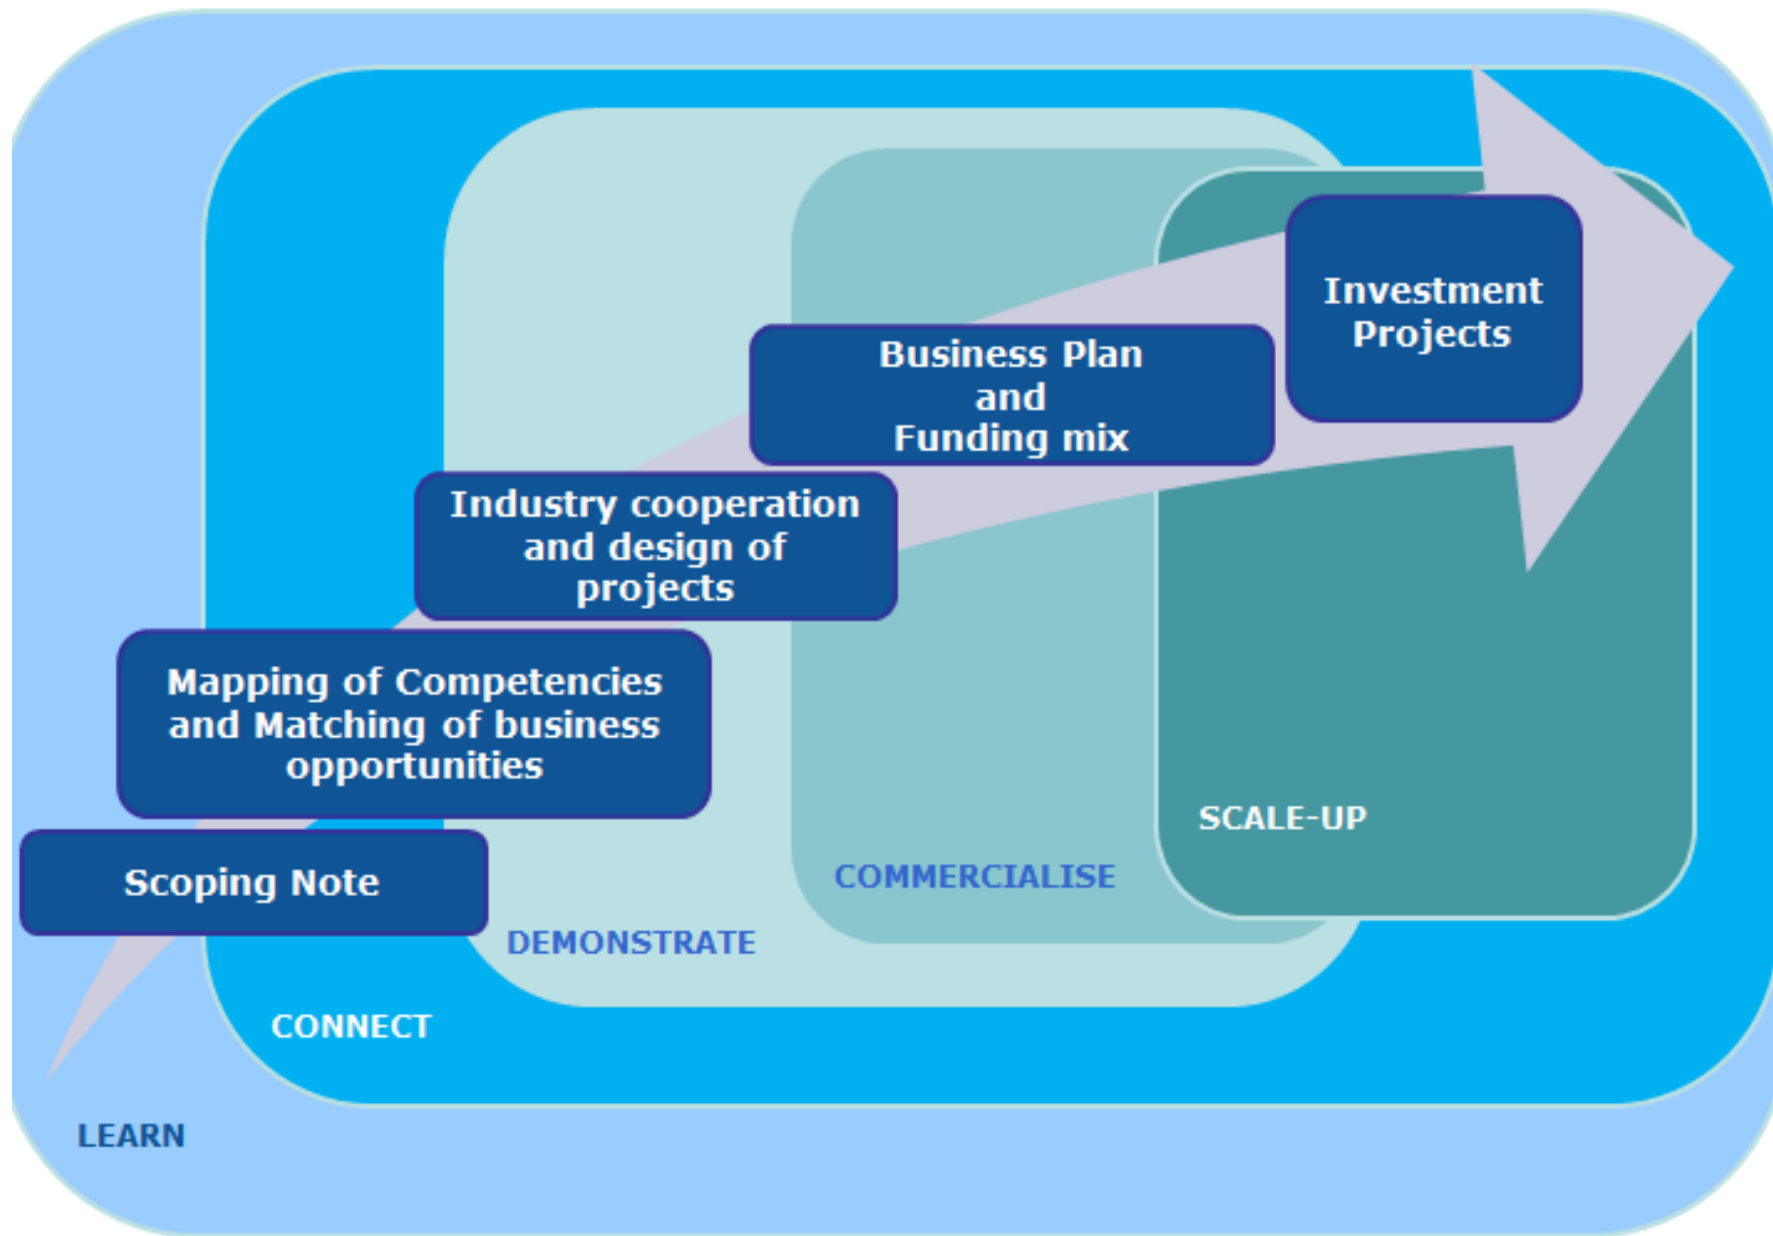 Investment
Projects
Business Plan
and
Funding mix
Industry cooperation
and design of
projects
Mapping of Competencies
and Matching of business
opportunities
Scoping Note
SCALE-UP
COMMERCIALISE
DEMONSTRATE
CONNECT
LEARN